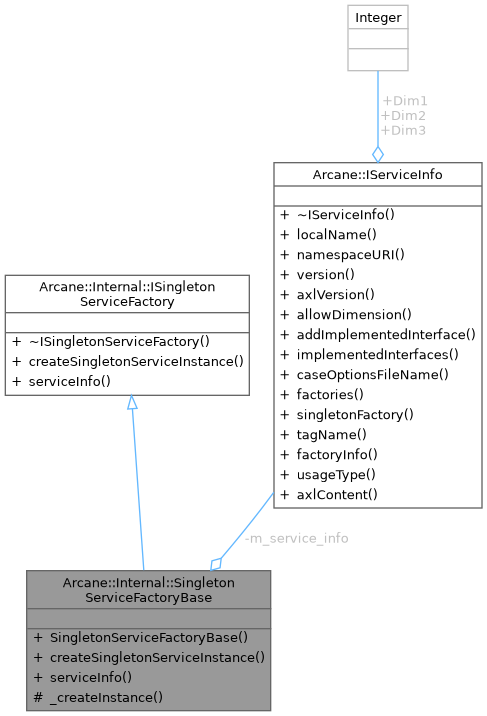 Integer
+Dim1
+Dim2
+Dim3
Arcane::IServiceInfo
+ ~IServiceInfo()
+ localName()
+ namespaceURI()
+ version()
+ axlVersion()
+ allowDimension()
+ addImplementedInterface()
+ implementedInterfaces()
+ caseOptionsFileName()
+ factories()
+ singletonFactory()
+ tagName()
+ factoryInfo()
+ usageType()
+ axlContent()
Arcane::Internal::ISingleton
ServiceFactory
+ ~ISingletonServiceFactory()
+ createSingletonServiceInstance()
+ serviceInfo()
-m_service_info
Arcane::Internal::Singleton
ServiceFactoryBase
+ SingletonServiceFactoryBase()
+ createSingletonServiceInstance()
+ serviceInfo()
# _createInstance()